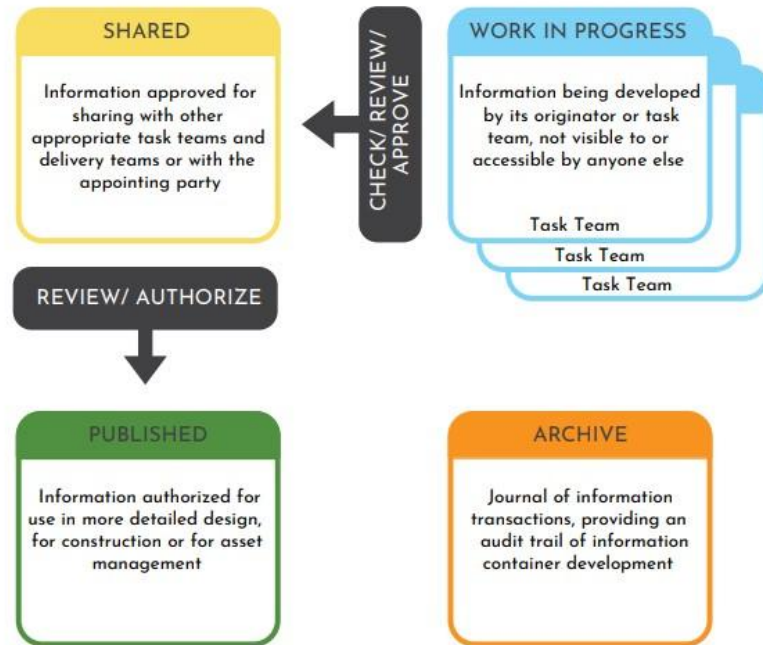 SHARED
Information approved for
sharing with other
appropriate task teams and
delivery teams or with the
appointing party
CHECK/ REVIEW/
APPROVE
WORK IN PROGRESS
Information being developed
by its originator or task
team, not visible to or
accessible by anyone else
Task Team
Task Team
Task Team
REVIEW/ AUTHORIZE
PUBLISHED
Information authorized for
use in more detailed design,
for construction or for asset
management
ARCHIVE
Journal of information
transactions, providing an
audit trail of information
container development